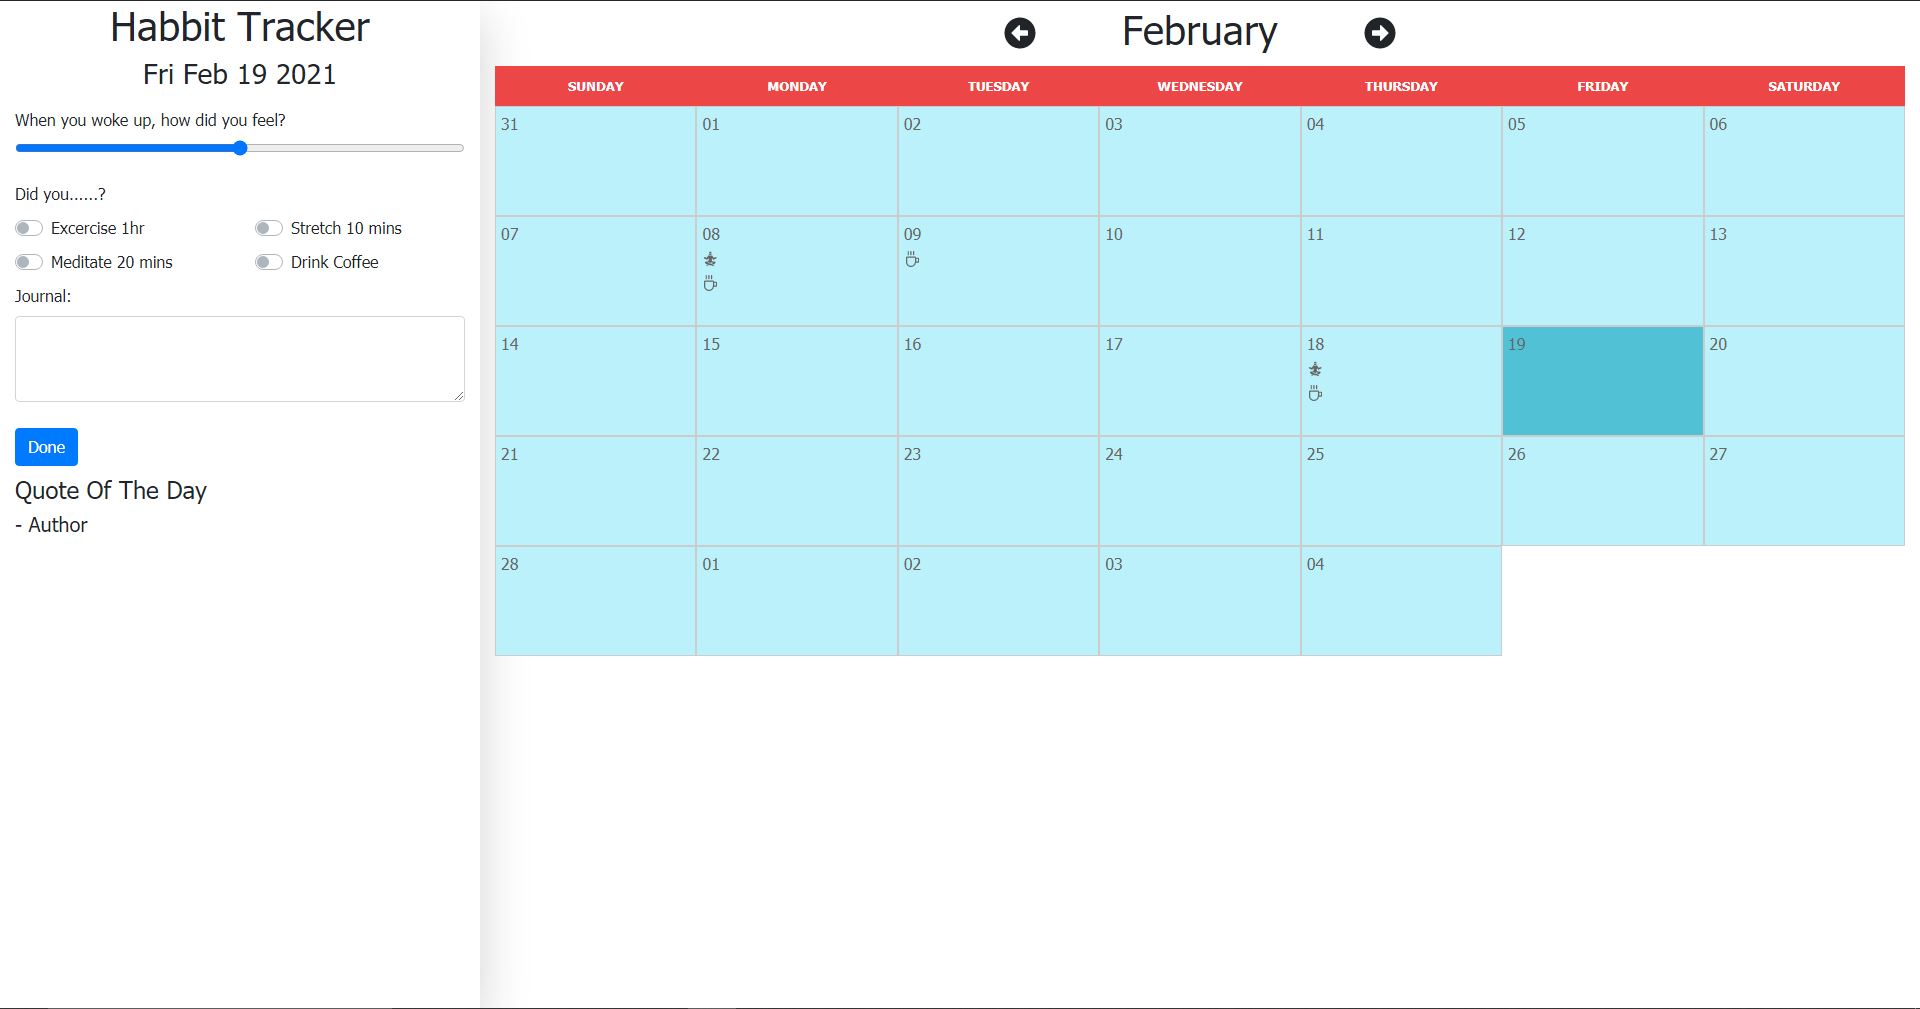 Habbit Tracker
Fri Feb 19 2021
When you woke up, how did you feel?
Did you......?
Excercise 1hr
Stretch 10 mins
Meditate 20 mins
Drink Coffee
Journal:
Done
Quote Of The Day
- Author
February
SUNDAY MONDAY TUESDAY WEDNESDAY THURSDAY FRIDAY SATURDAY
31 01 02 03 04 05 06
07 08 09 10 11 12 13
14 15 16 17 18 19 20
21 22 23 24 25 26 27
28 01 02 03 04